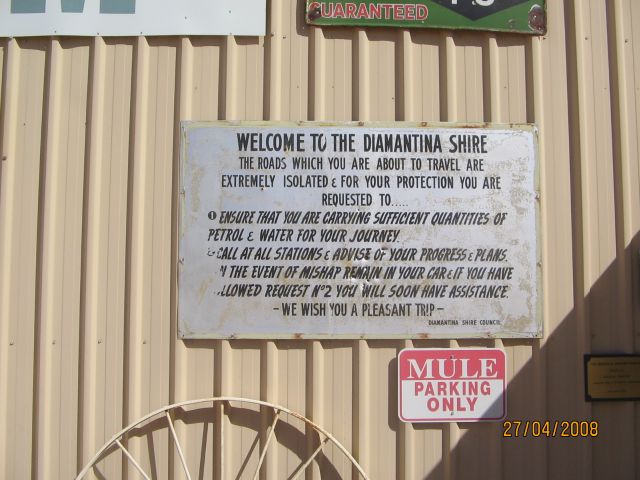 GUARANTEED
WELCOME TO THE DIAMANTINA SHIRE
THE ROADS WHICH YOU ARE ABOUT TO TRAVEL ARE
EXTREMELY ISOLATED & FOR YOUR PROTECTION YOU ARE
REQUESTED TO.....
① ENSURE THAT YOU ARE CARRYING SUFFICIENT QUANTITIES OF
PETROL & WATER FOR YOUR JOURNEY.
CALL AT ALL STATIONS & ADVISE OF YOUR PROGRESS & PLANS.
THE EVENT OF MISHAP REMAIN IN YOUR CAR & IF YOU HAVE
LLOWED REQUEST Nº2 YOU WILL SOON HAVE ASSISTANCE.
- WE WISH YOU A PLEASANT TRIP -
DIAMANTINA SHIRE COUNCIL
MULE
PARKING
ONLY
27/04/2008